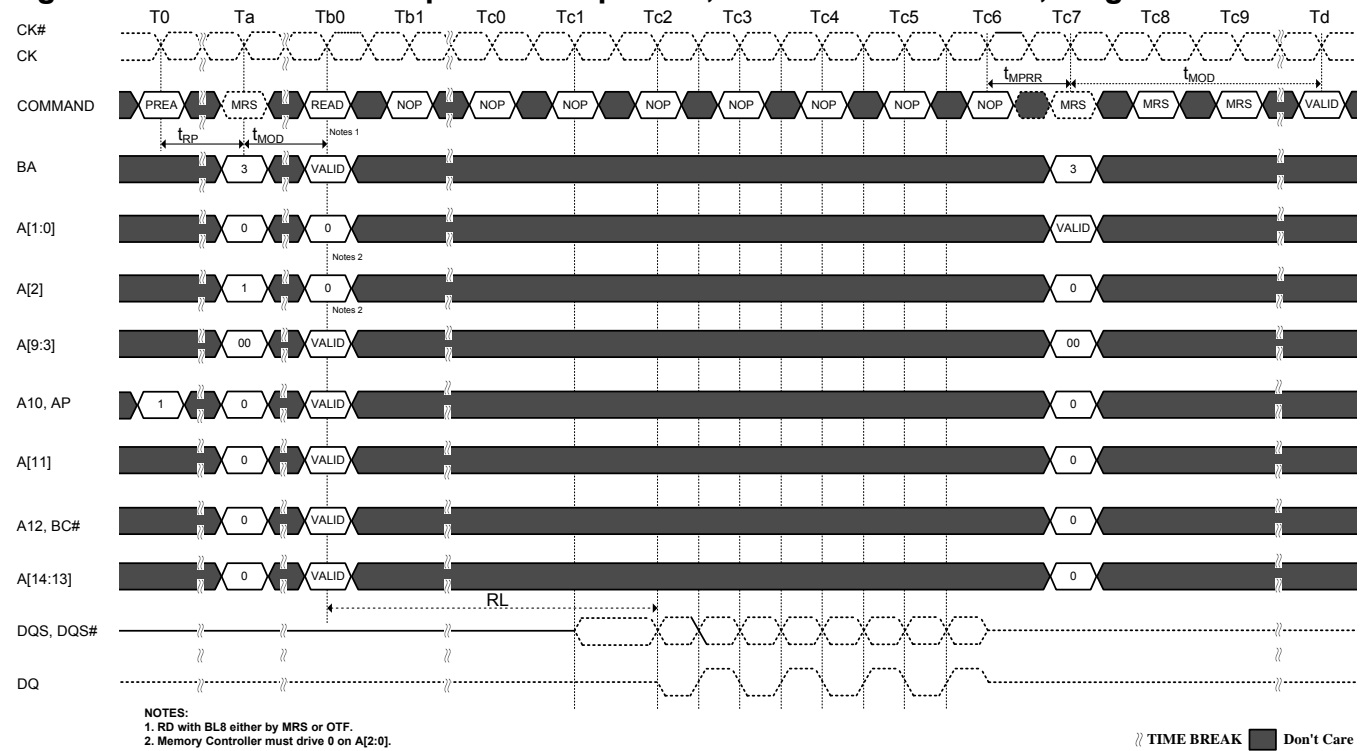 T0 Ta Tb0 Tb1 Tc0 Tc1 Tc2 Tc3 Tc4 Tc5 Tc6 Tc7 Tc8 Tc9 Td
CK#
CK
tMPRR tMOD
COMMAND PREA MRS READ NOP NOP NOP NOP NOP NOP NOP NOP MRS MRS MRS VALID
tRP tMOD Notes 1
BA 3 VALID 3
A[1:0] 0 0 VALID
Notes 2
A[2] 1 0 0
Notes 2
A[9:3] 00 VALID 00
A10, AP 1 0 VALID 0
A[11] 0 VALID 0
A12, BC# 0 VALID 0
A[14:13] 0 VALID 0
RL
DQS, DQS#
DQ
NOTES:
1. RD with BL8 either by MRS or OTF.
2. Memory Controller must drive 0 on A[2:0].
TIME BREAK Don't Care